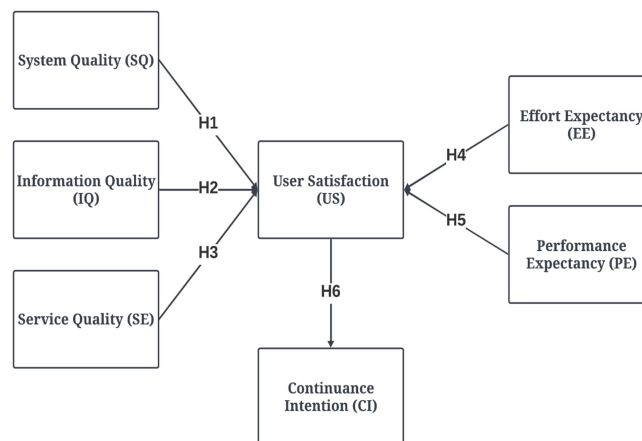 System Quality (SQ)
H1
Effort Expectancy
(EE)
Information Quality
(IQ)
H2
User Satisfaction
(US)
H4
H5
H3
Performance
Expectancy (PE)
Service Quality (SE)
H6
Continuance
Intention (CI)